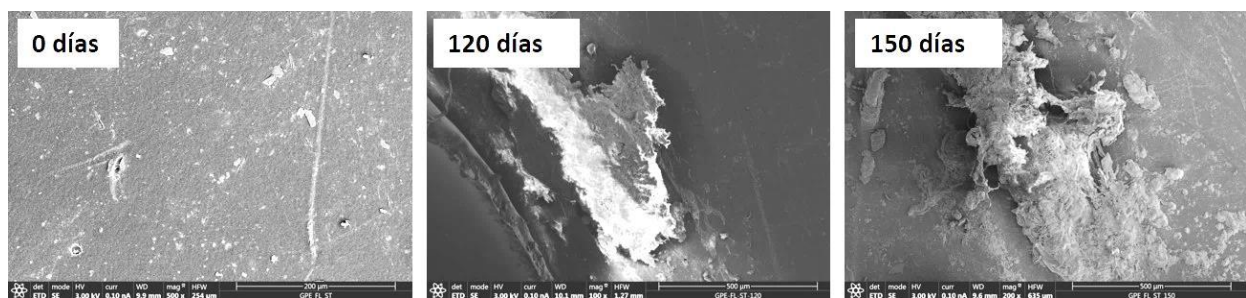 0 días
det mode HV curr WD mag HFW 200 µm
ETD SE 3.00 kV 0.10 nA 9.9 mm 500 x 254 µm GPE FL ST
120 días
det mode HV curr WD mag HFW 500 µm
ETD SE 3.00 kV 0.10 nA 10.1 mm 100 x 1.27 mm GPE-FL-ST-120
150 días
det mode HV curr WD mag HFW 500 µm
ETD SE 3.00 kV 0.10 nA 9.6 mm 200 x 635 µm GPE FL ST 150